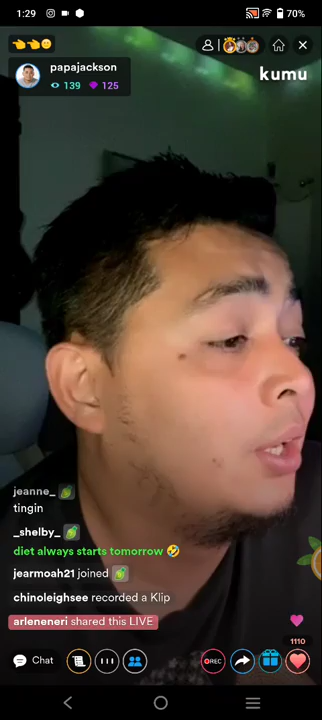 1:29
70%
papajackson
139 125
kumu
jeanne_
tingin
_shelby_
diet always starts tomorrow 🤣
jearmoah21 joined
chinoleighsee recorded a Klip
arleneneri shared this LIVE
1110
Chat
REC